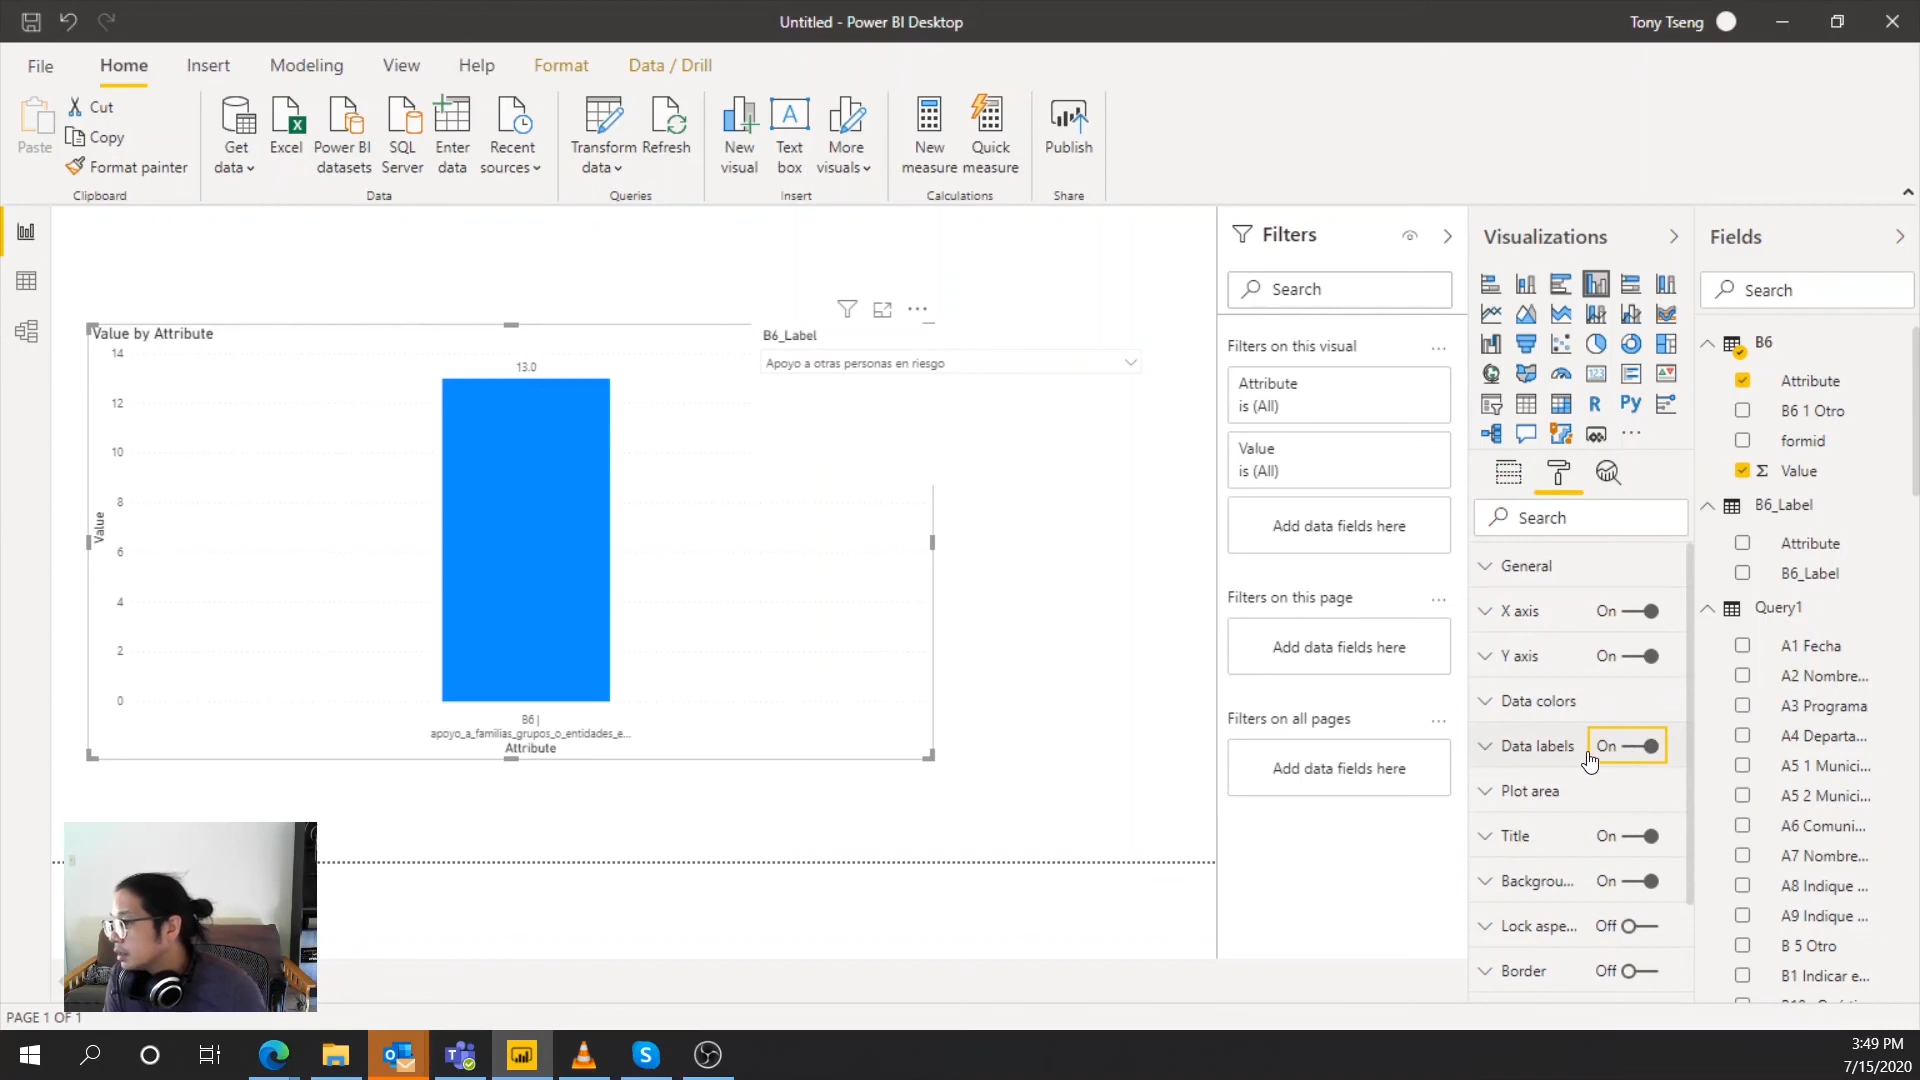 Untitled - Power BI Desktop
Tony Tseng
File
Home
Insert
Modeling
View
Help
Format
Data / Drill
Paste
Cut
Copy
Format painter
Clipboard
Get
data
Excel
Power BI
datasets
SQL
Server
Enter
data
Recent
sources
Data
Transform
data
Refresh
Queries
New
visual
Text
box
More
visuals
Insert
New
measure
Quick
measure
Calculations
Publish
Share
Value by Attribute
14
12
10
8
6
4
2
0
Value
13.0
B6 |
apoyo_a_familias_grupos_o_entidades_e...
Attribute
B6_Label
Apoyo a otras personas en riesgo
Filters
Search
Filters on this visual
Attribute
is (All)
Value
is (All)
Add data fields here
Filters on this page
Add data fields here
Filters on all pages
Add data fields here
Visualizations
R
Py
123
Search
General
X axis On
Y axis On
Data colors
Data labels On
Plot area
Title On
Backgrou... On
Lock aspe... Off
Border Off
Fields
Search
B6
Attribute
B6 1 Otro
formid
Σ Value
B6_Label
Attribute
B6_Label
Query1
A1 Fecha
A2 Nombre...
A3 Programa
A4 Departa...
A5 1 Munici...
A5 2 Munici...
A6 Comuni...
A7 Nombre...
A8 Indique ...
A9 Indique ...
B 5 Otro
B1 Indicar e...
PAGE 1 OF 1
3:49 PM
7/15/2020